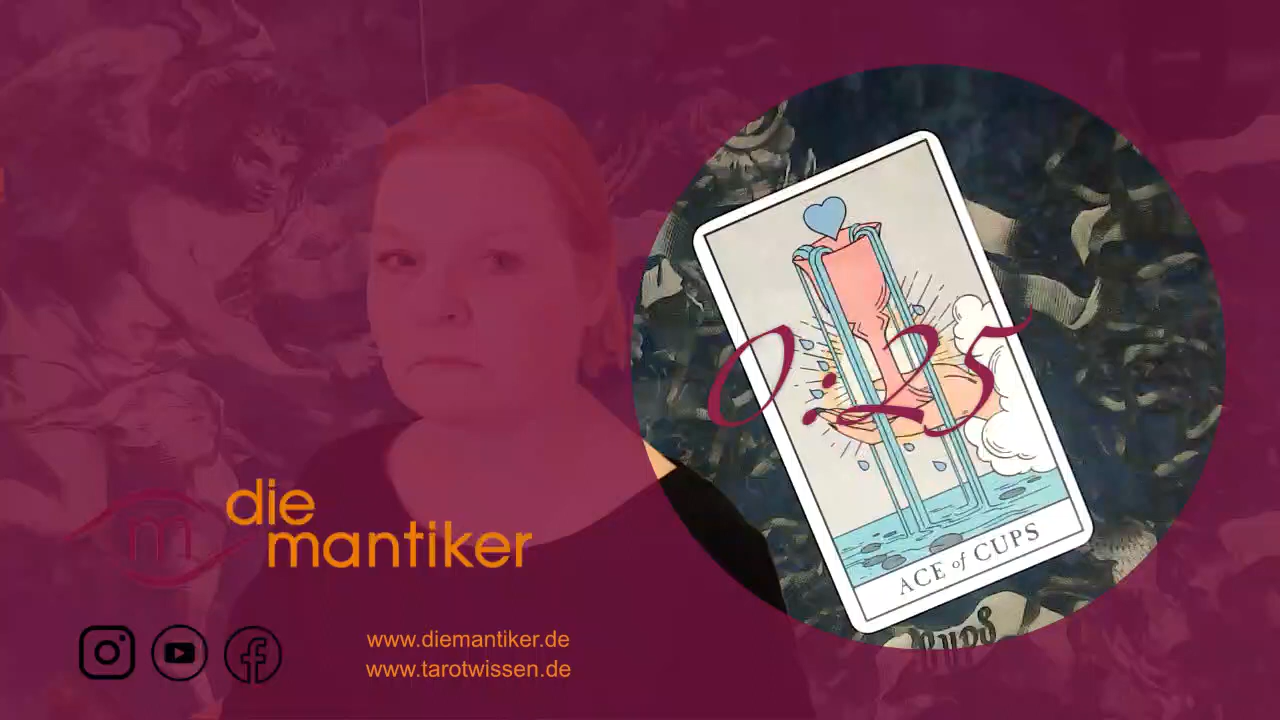 0:25
ACE of CUPS
die
mantiker
m
www.diemantiker.de
www.tarotwissen.de